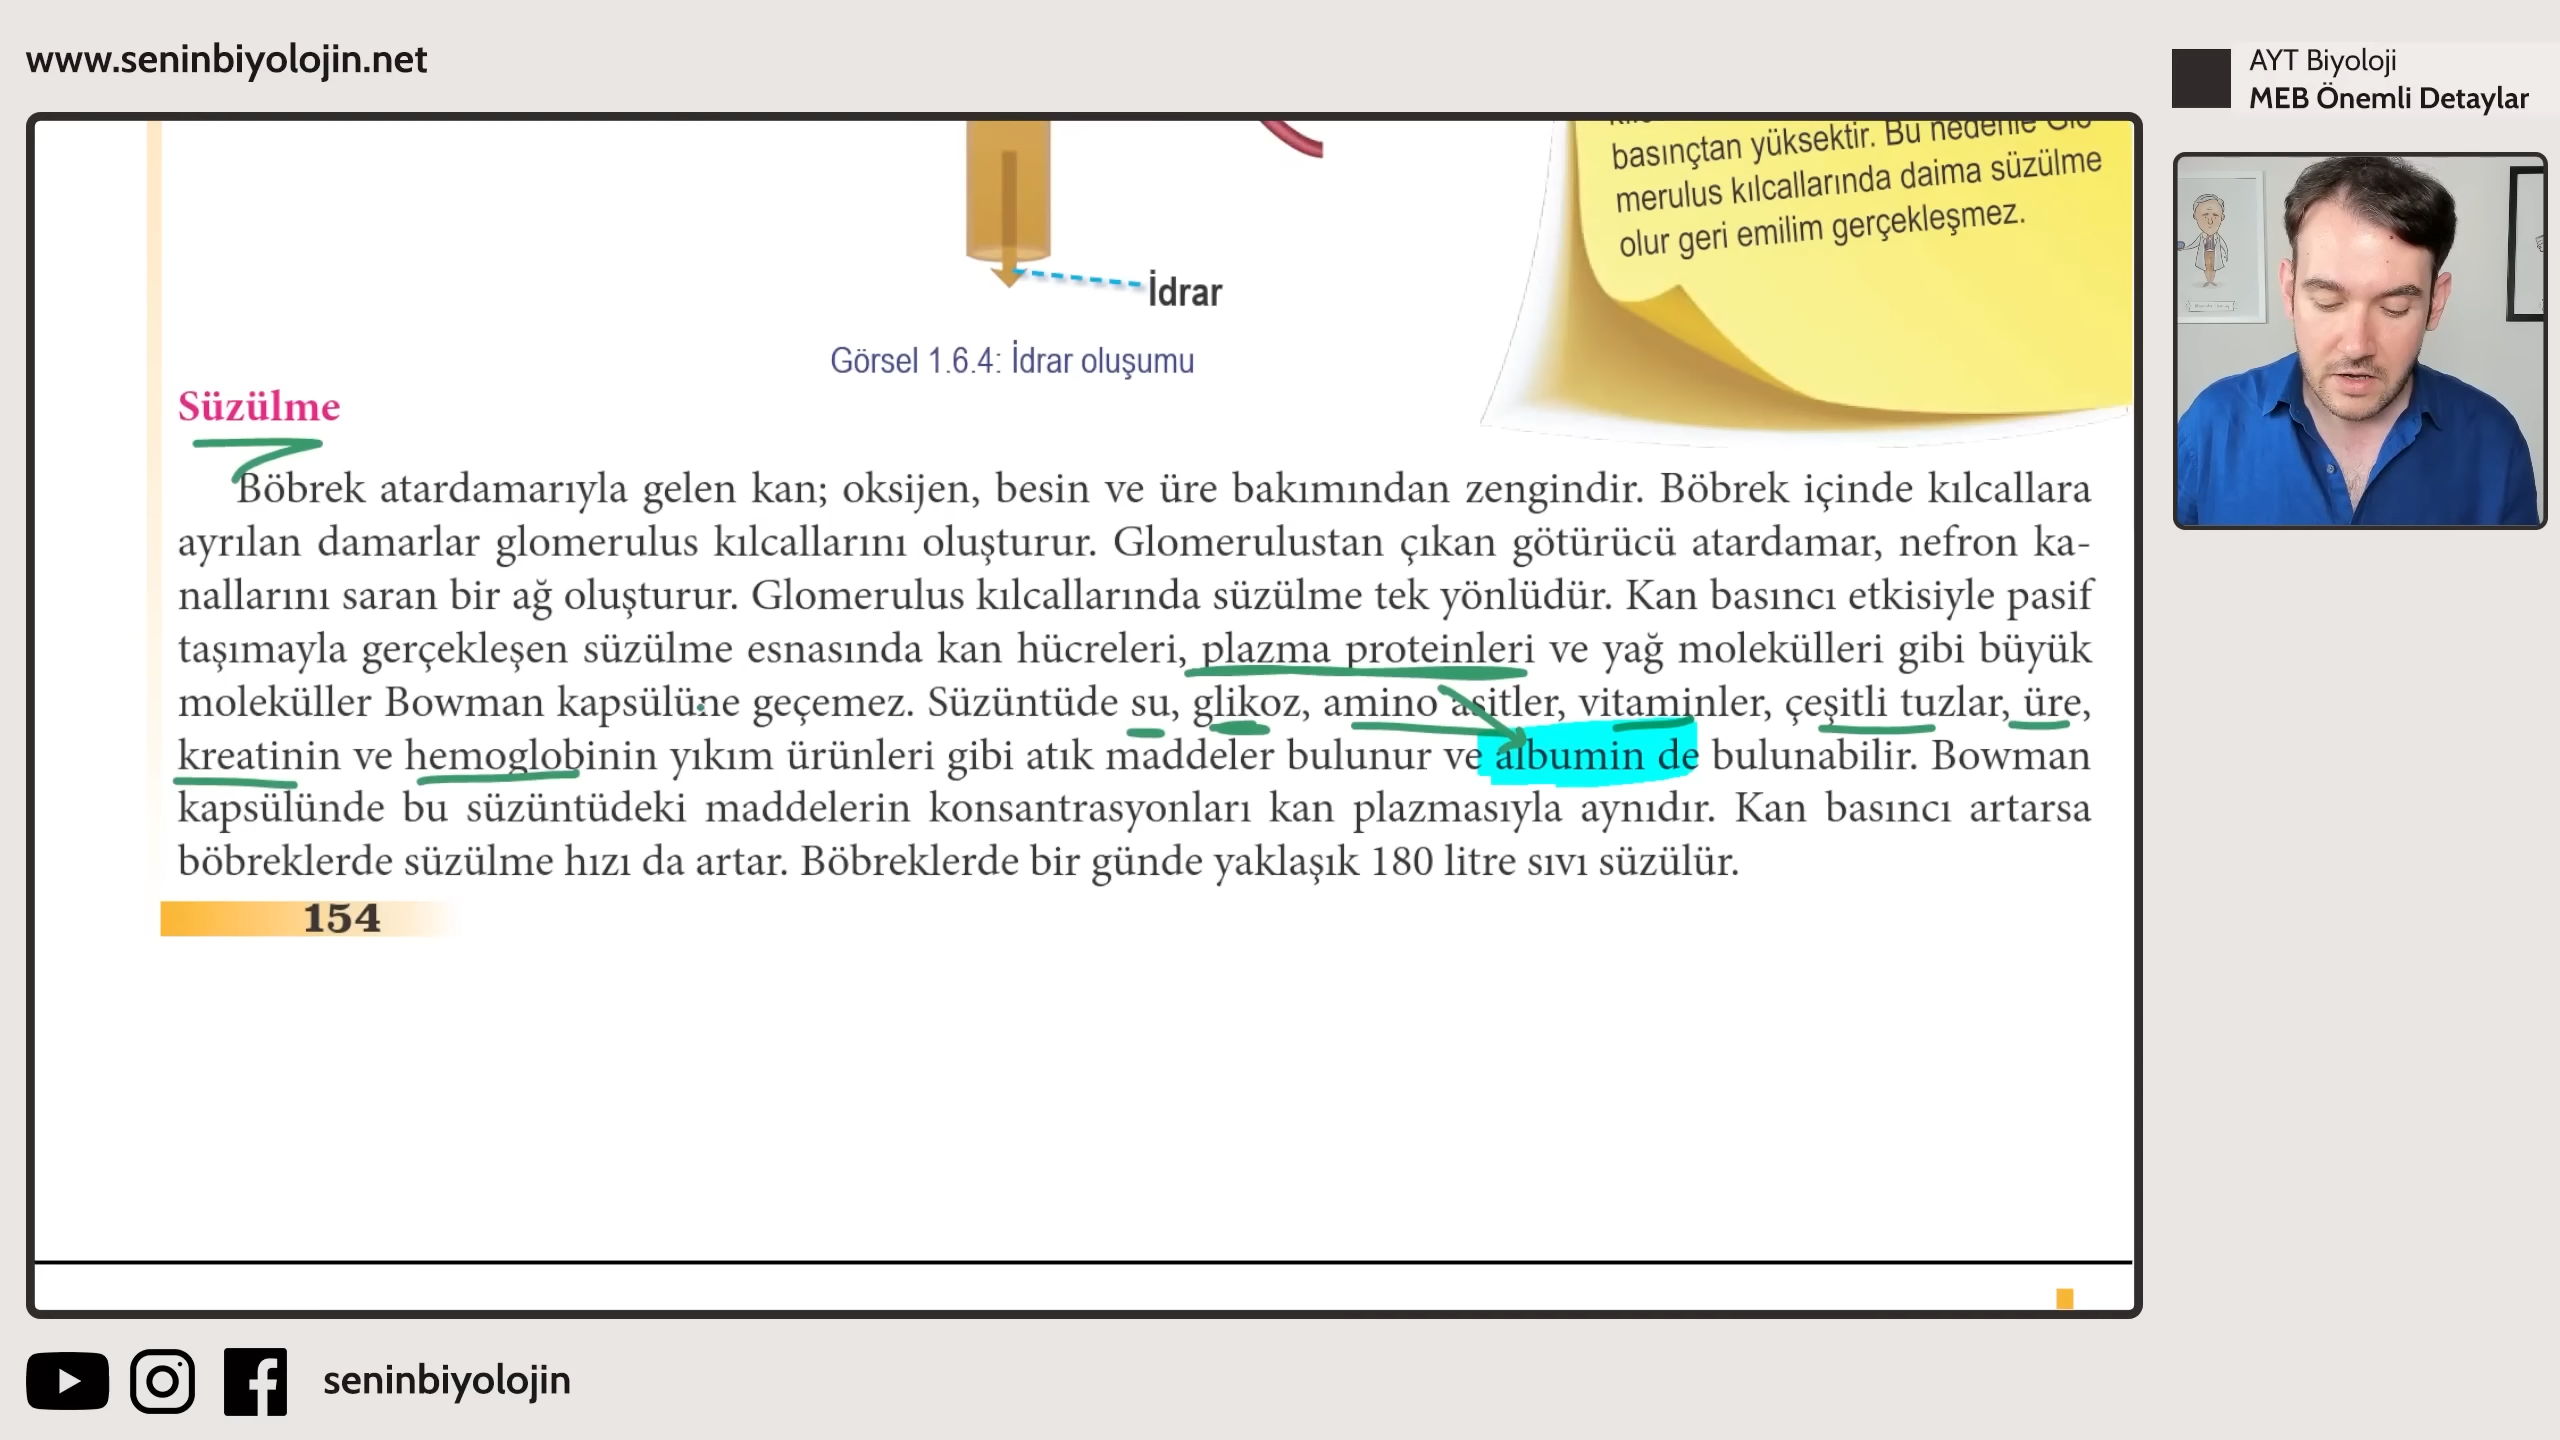 www.seninbiyolojin.net
AYT Biyoloji
MEB Önemli Detaylar
basınçtan yüksektir. Bu nedenle Glo
merulus kılcallarında daima süzülme
olur geri emilim gerçekleşmez.
İdrar
Görsel 1.6.4: İdrar oluşumu
Süzülme
Böbrek atardamarıyla gelen kan; oksijen, besin ve üre bakımından zengindir. Böbrek içinde kılcallara
ayrılan damarlar glomerulus kılcallarını oluşturur. Glomerulustan çıkan götürücü atardamar, nefron ka-
nallarını saran bir ağ oluşturur. Glomerulus kılcallarında süzülme tek yönlüdür. Kan basıncı etkisiyle pasif
taşımayla gerçekleşen süzülme esnasında kan hücreleri, plazma proteinleri ve yağ molekülleri gibi büyük
moleküller Bowman kapsülüne geçemez. Süzüntüde su, glikoz, amino asitler, vitaminler, çeşitli tuzlar, üre,
kreatinin ve hemoglobinin yıkım ürünleri gibi atık maddeler bulunur ve albumin de bulunabilir. Bowman
kapsülünde bu süzüntüdeki maddelerin konsantrasyonları kan plazmasıyla aynıdır. Kan basıncı artarsa
böbreklerde süzülme hızı da artar. Böbreklerde bir günde yaklaşık 180 litre sıvı süzülür.
154
seninbiyolojin